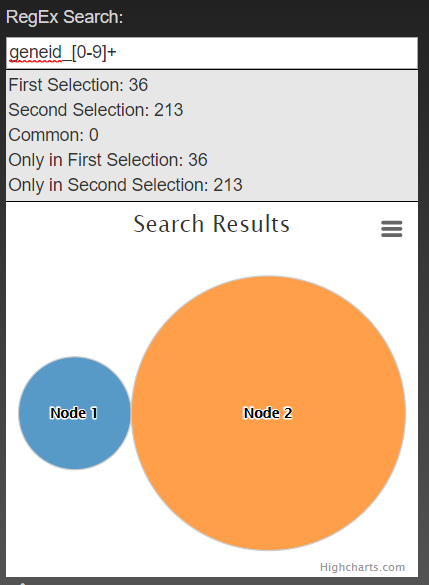 RegEx Search:
geneid_[0-9]+
First Selection: 36
Second Selection: 213
Common: 0
Only in First Selection: 36
Only in Second Selection: 213
Search Results
Node 1
Node 2
Highcharts.com